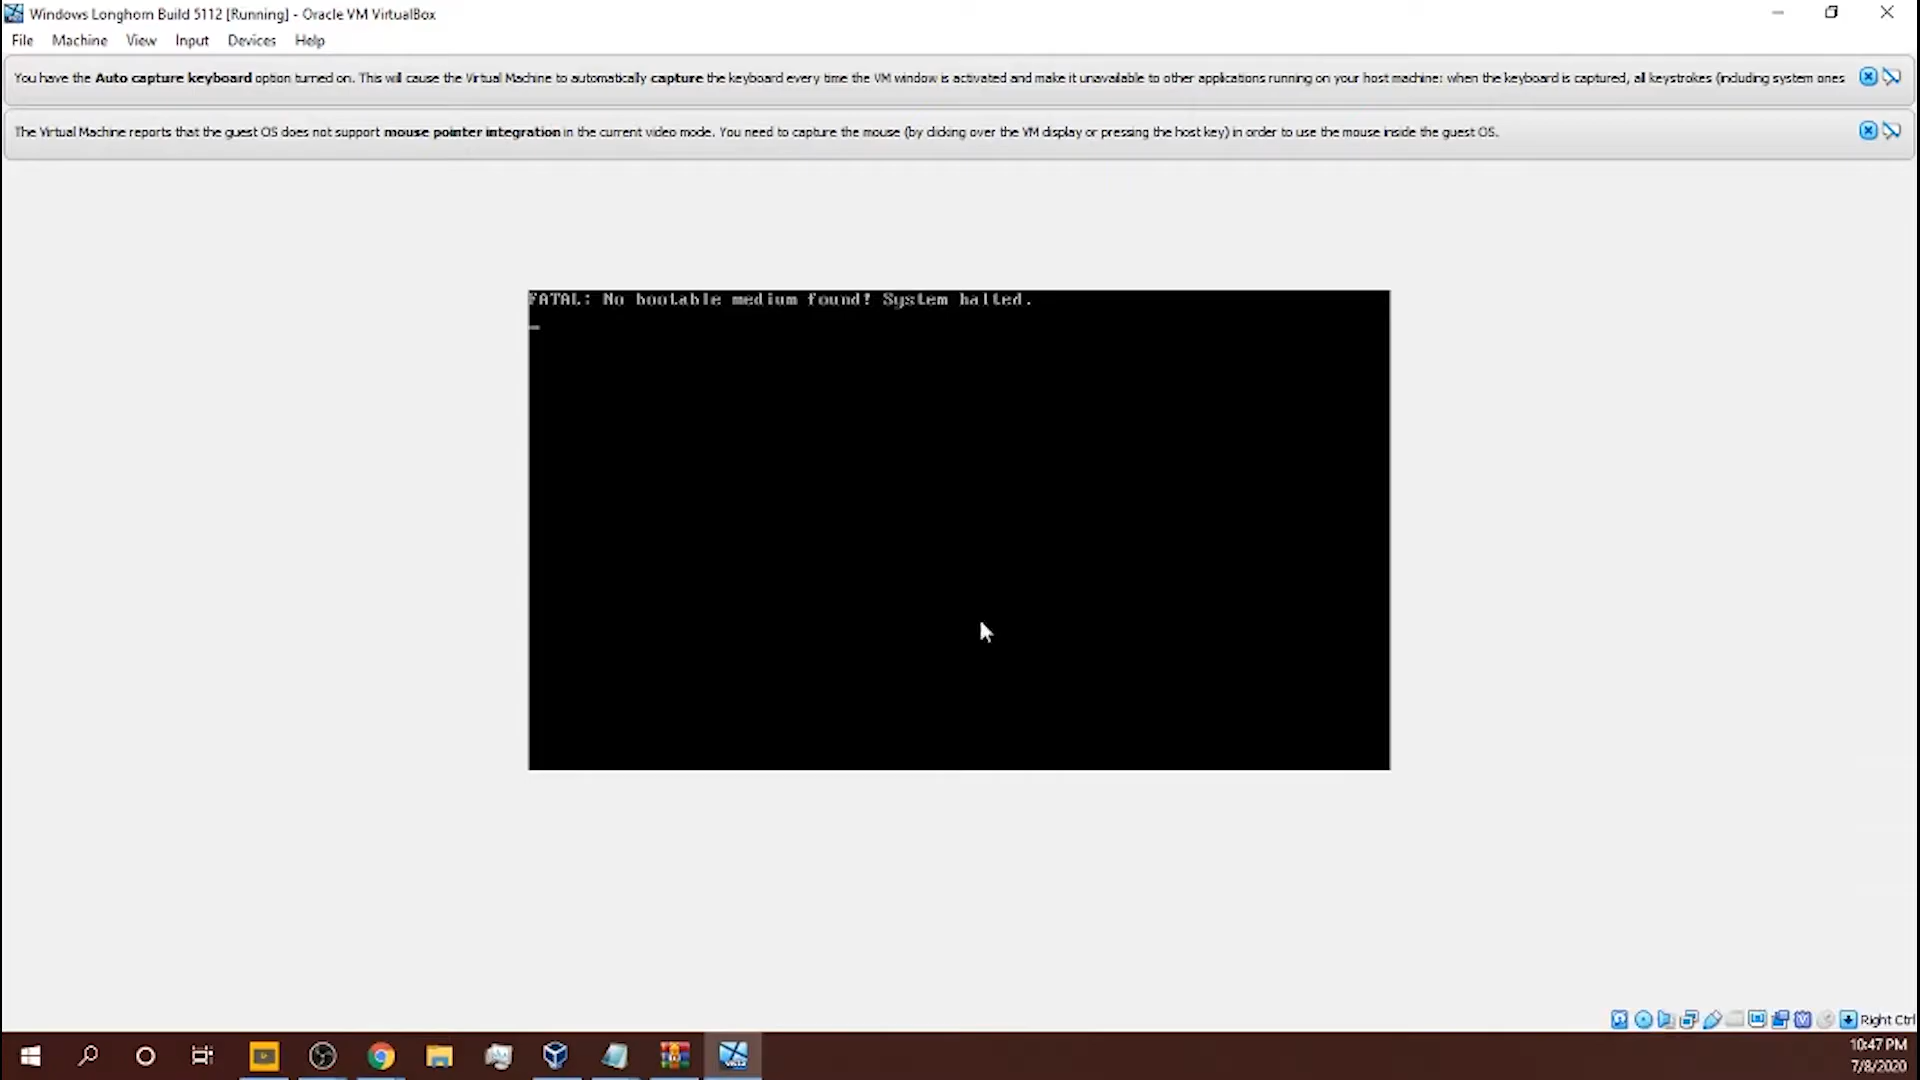 Windows Longhorn Build 5112 [Running] - Oracle VM VirtualBox
File Machine View Input Devices Help
You have the Auto capture keyboard option turned on. This will cause the Virtual Machine to automatically capture the keyboard every time the VM window is activated and make it unavailable to other applications running on your host machine: when the keyboard is captured, all keystrokes (including system ones
The Virtual Machine reports that the guest OS does not support mouse pointer integration in the current video mode. You need to capture the mouse (by clicking over the VM display or pressing the host key) in order to use the mouse inside the guest OS.
FATAL: No bootable medium found! System halted.
Right Ctrl
10:47 PM
7/8/2020